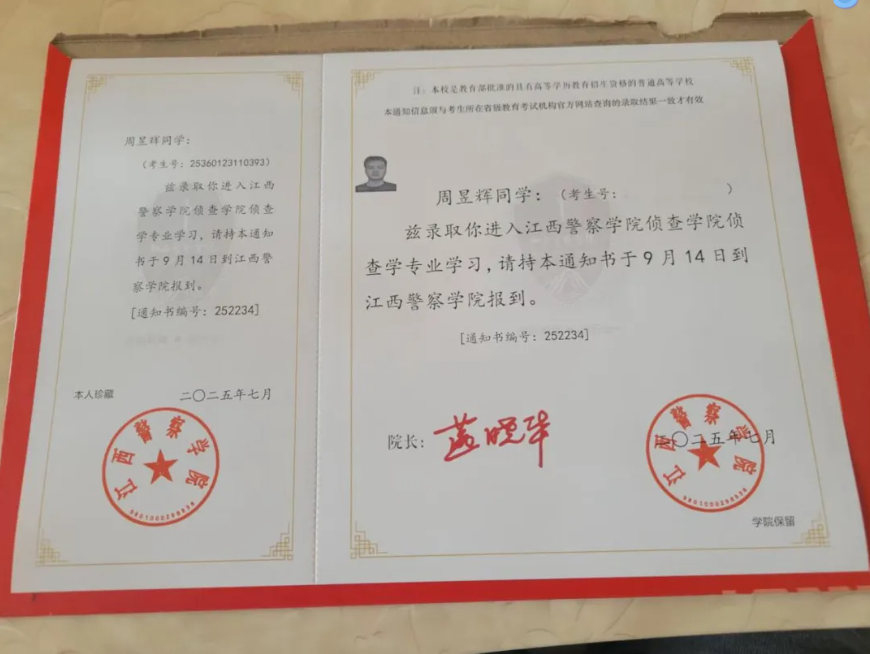 周昱辉同学：
（考生号：25360123110393）
兹录取你进入江西
警察学院侦查学院侦查
学专业学习，请持本通知
书于9月14日到江西警
察学院报到。
[通知书编号：252234]
本人珍藏
二〇二五年七月
江西警察学院
注：本校是教育部批准的具有高等学历教育招生资格的普通高等学校
本通知信息须与考生所在省级教育考试机构官方网站查询的录取结果一致才有效
周昱辉同学：（考生号：　　　）
兹录取你进入江西警察学院侦查学院侦
查学专业学习，请持本通知书于9月14日到
江西警察学院报到。
[通知书编号：252234]
院长：
二〇二五年七月
江西警察学院
学院保留